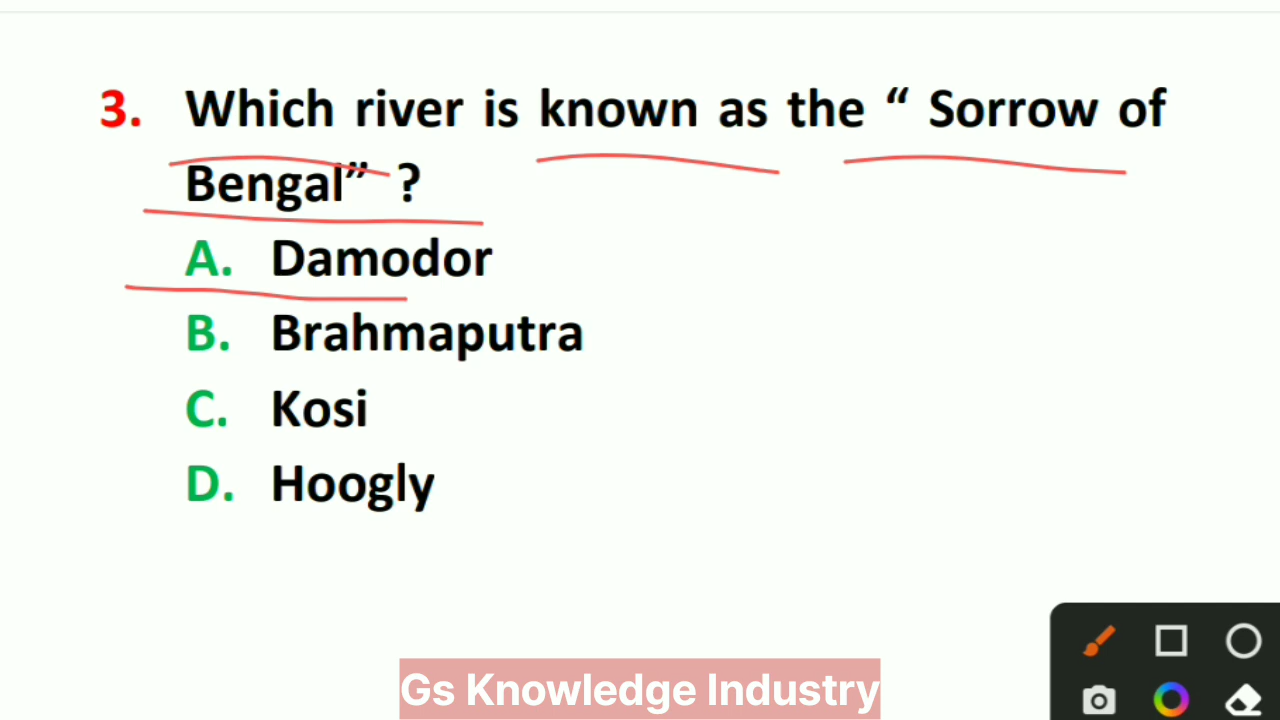 3. Which river is known as the “ Sorrow of
Bengal” ?
A. Damodor
B. Brahmaputra
C. Kosi
D. Hoogly
Gs Knowledge Industry